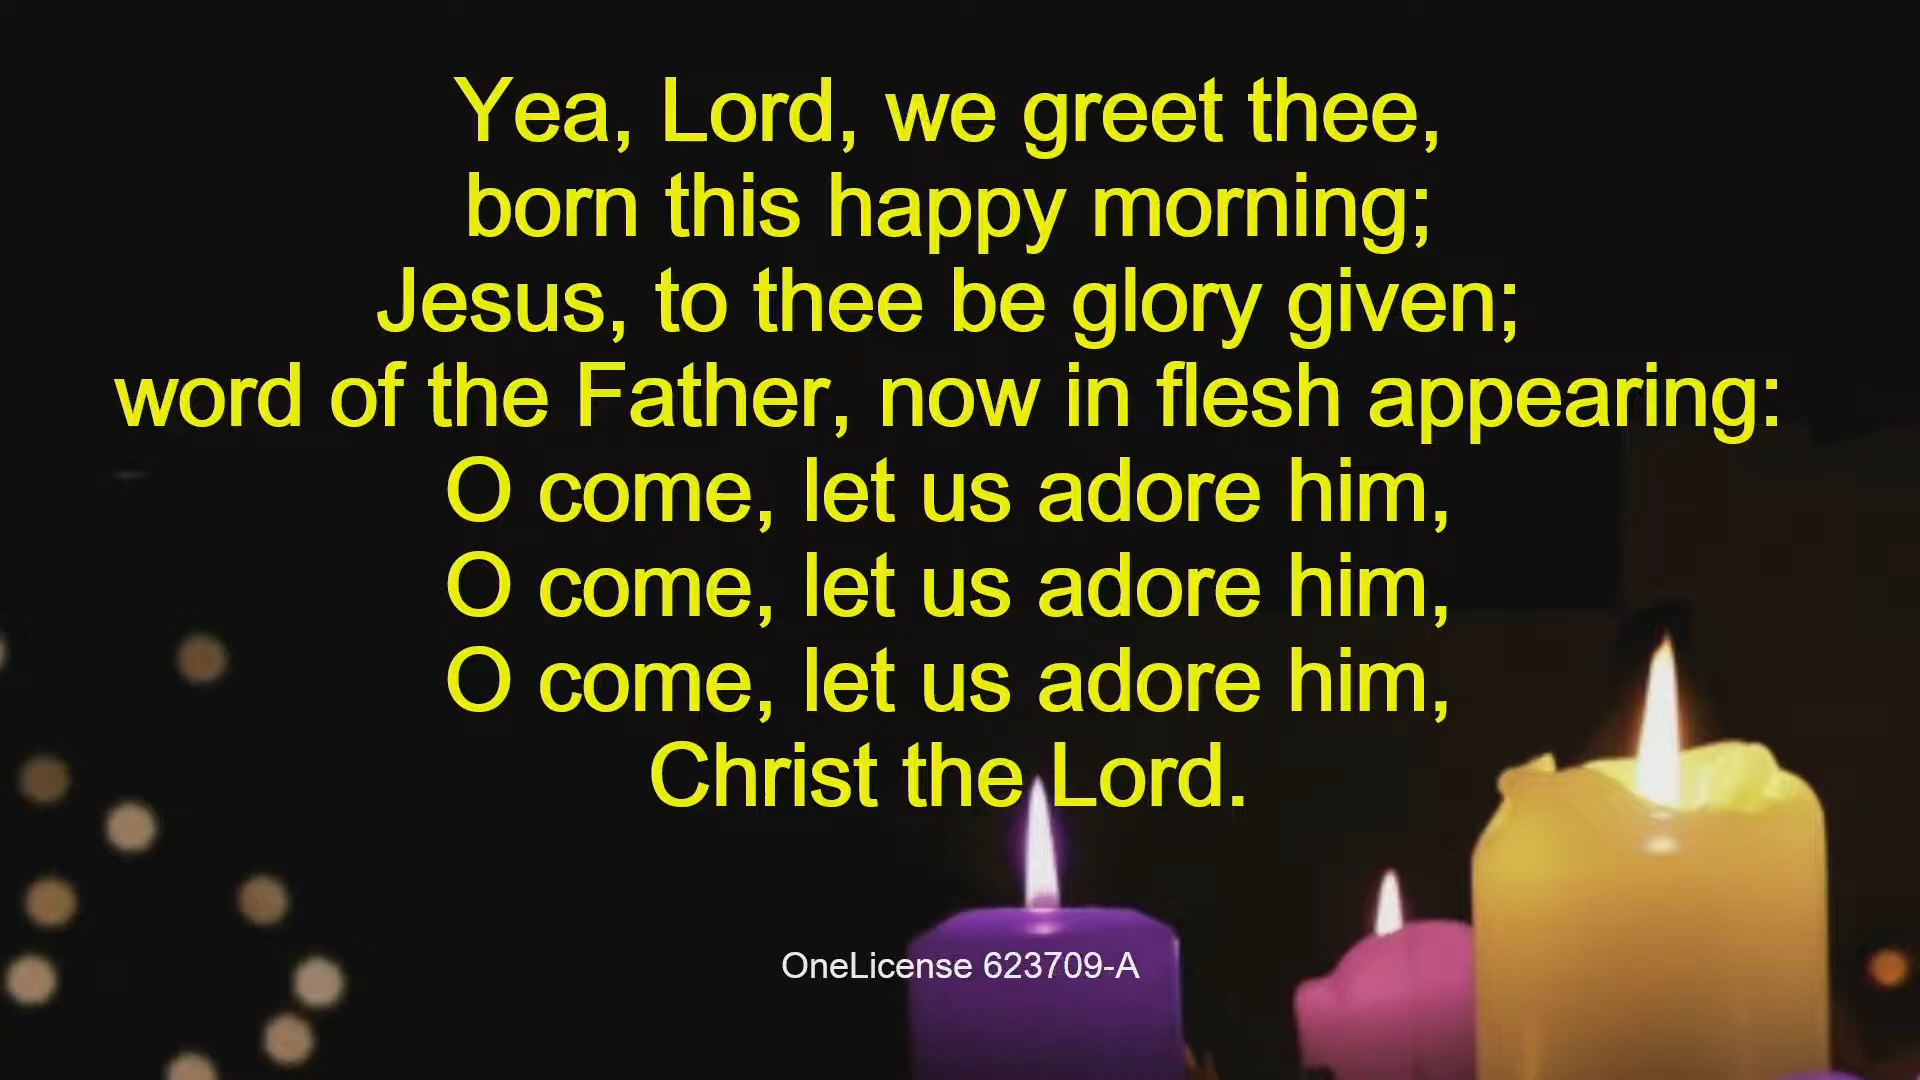 Yea, Lord, we greet thee,
born this happy morning;
Jesus, to thee be glory given;
word of the Father, now in flesh appearing:
O come, let us adore him,
O come, let us adore him,
O come, let us adore him,
Christ the Lord.
OneLicense 623709-A